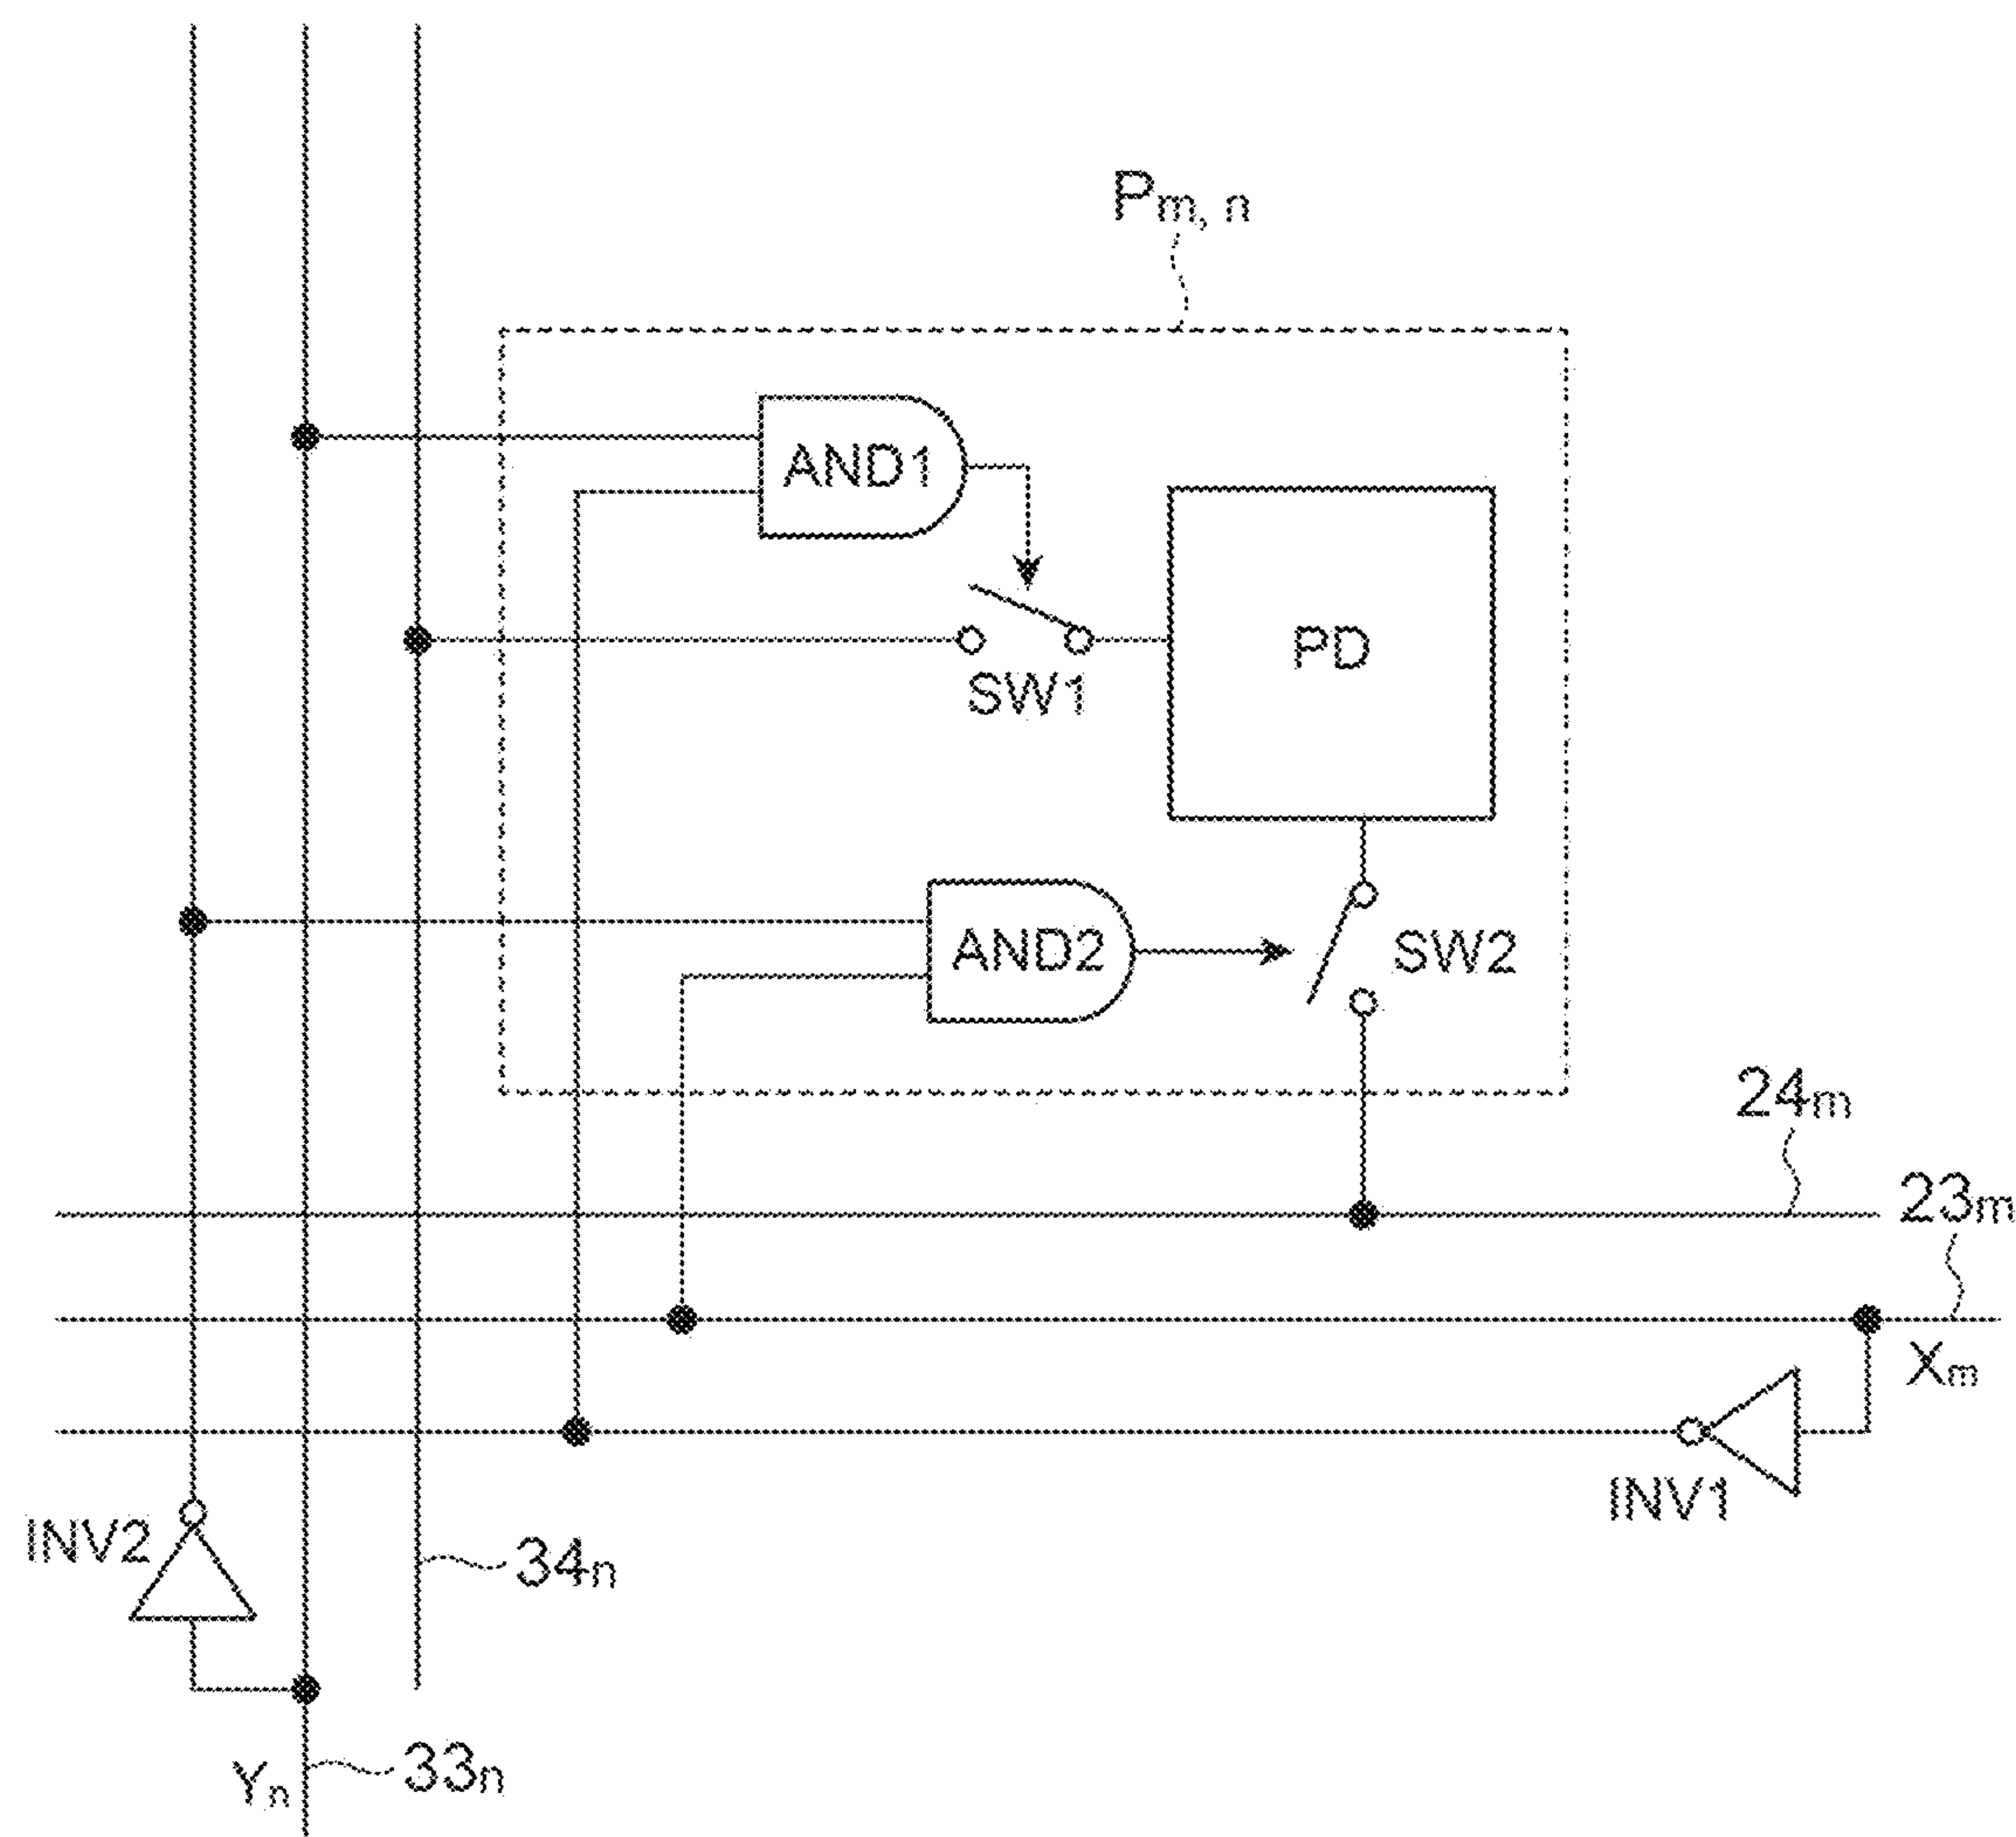 Pm, n
AND1
PD
SW1
AND2
SW2
24m
23m
Xm
INV1
INV2
34n
33n
Yn